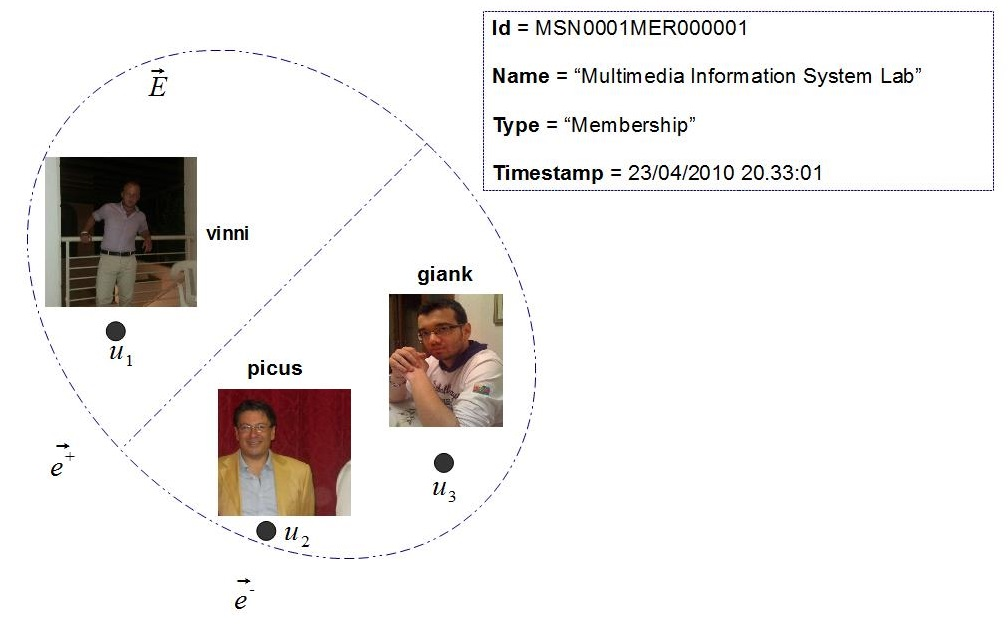 Id = MSN0001MER000001
Name = “Multimedia Information System Lab”
Type = “Membership”
Timestamp = 23/04/2010 20.33:01
E⃗
vinni
u₁
giank
picus
u₃
u₂
e⃗⁺
e⃗⁻